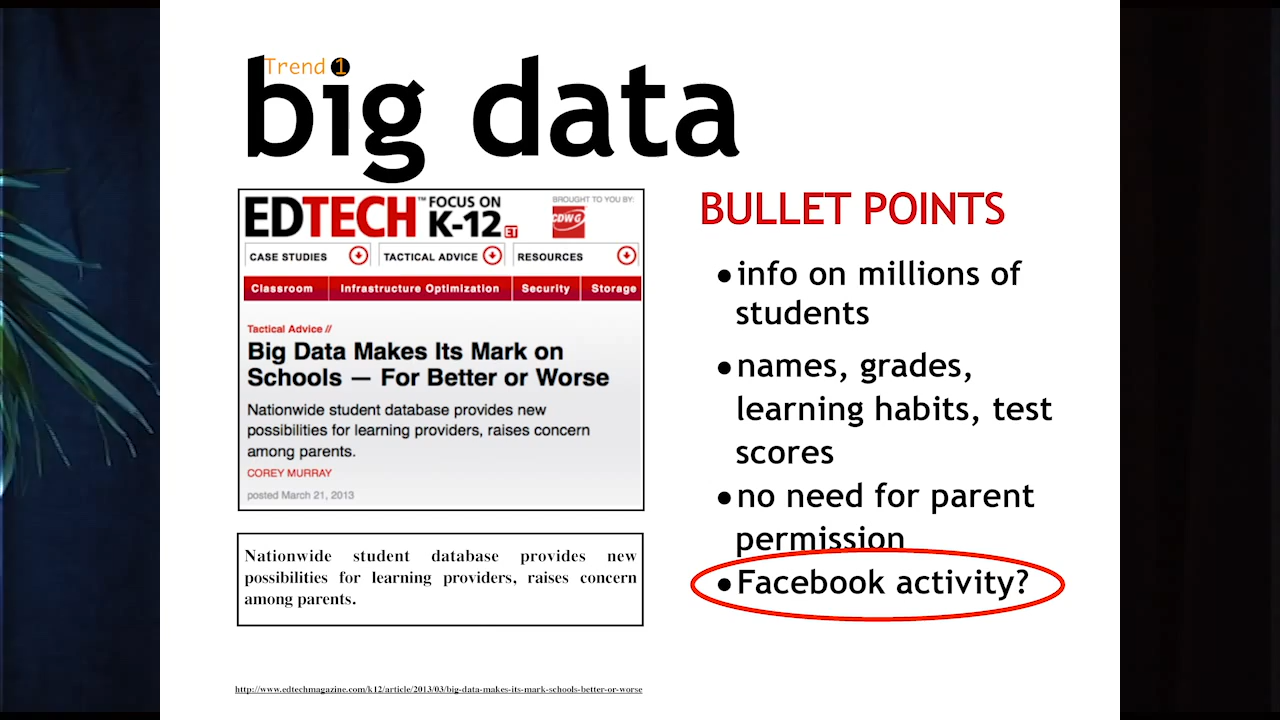 Trend 1
big data
EDTECH™ FOCUS ON
K-12 ET
BROUGHT TO YOU BY:
CDWG
CASE STUDIES
TACTICAL ADVICE
RESOURCES
Classroom
Infrastructure Optimization
Security
Storage
Tactical Advice //
Big Data Makes Its Mark on
Schools — For Better or Worse
Nationwide student database provides new
possibilities for learning providers, raises concern
among parents.
COREY MURRAY
posted March 21, 2013
Nationwide student database provides new
possibilities for learning providers, raises concern
among parents.
http://www.edtechmagazine.com/k12/article/2013/03/big-data-makes-its-mark-schools-better-or-worse
BULLET POINTS
•info on millions of
students
•names, grades,
learning habits, test
scores
•no need for parent
permission
•Facebook activity?